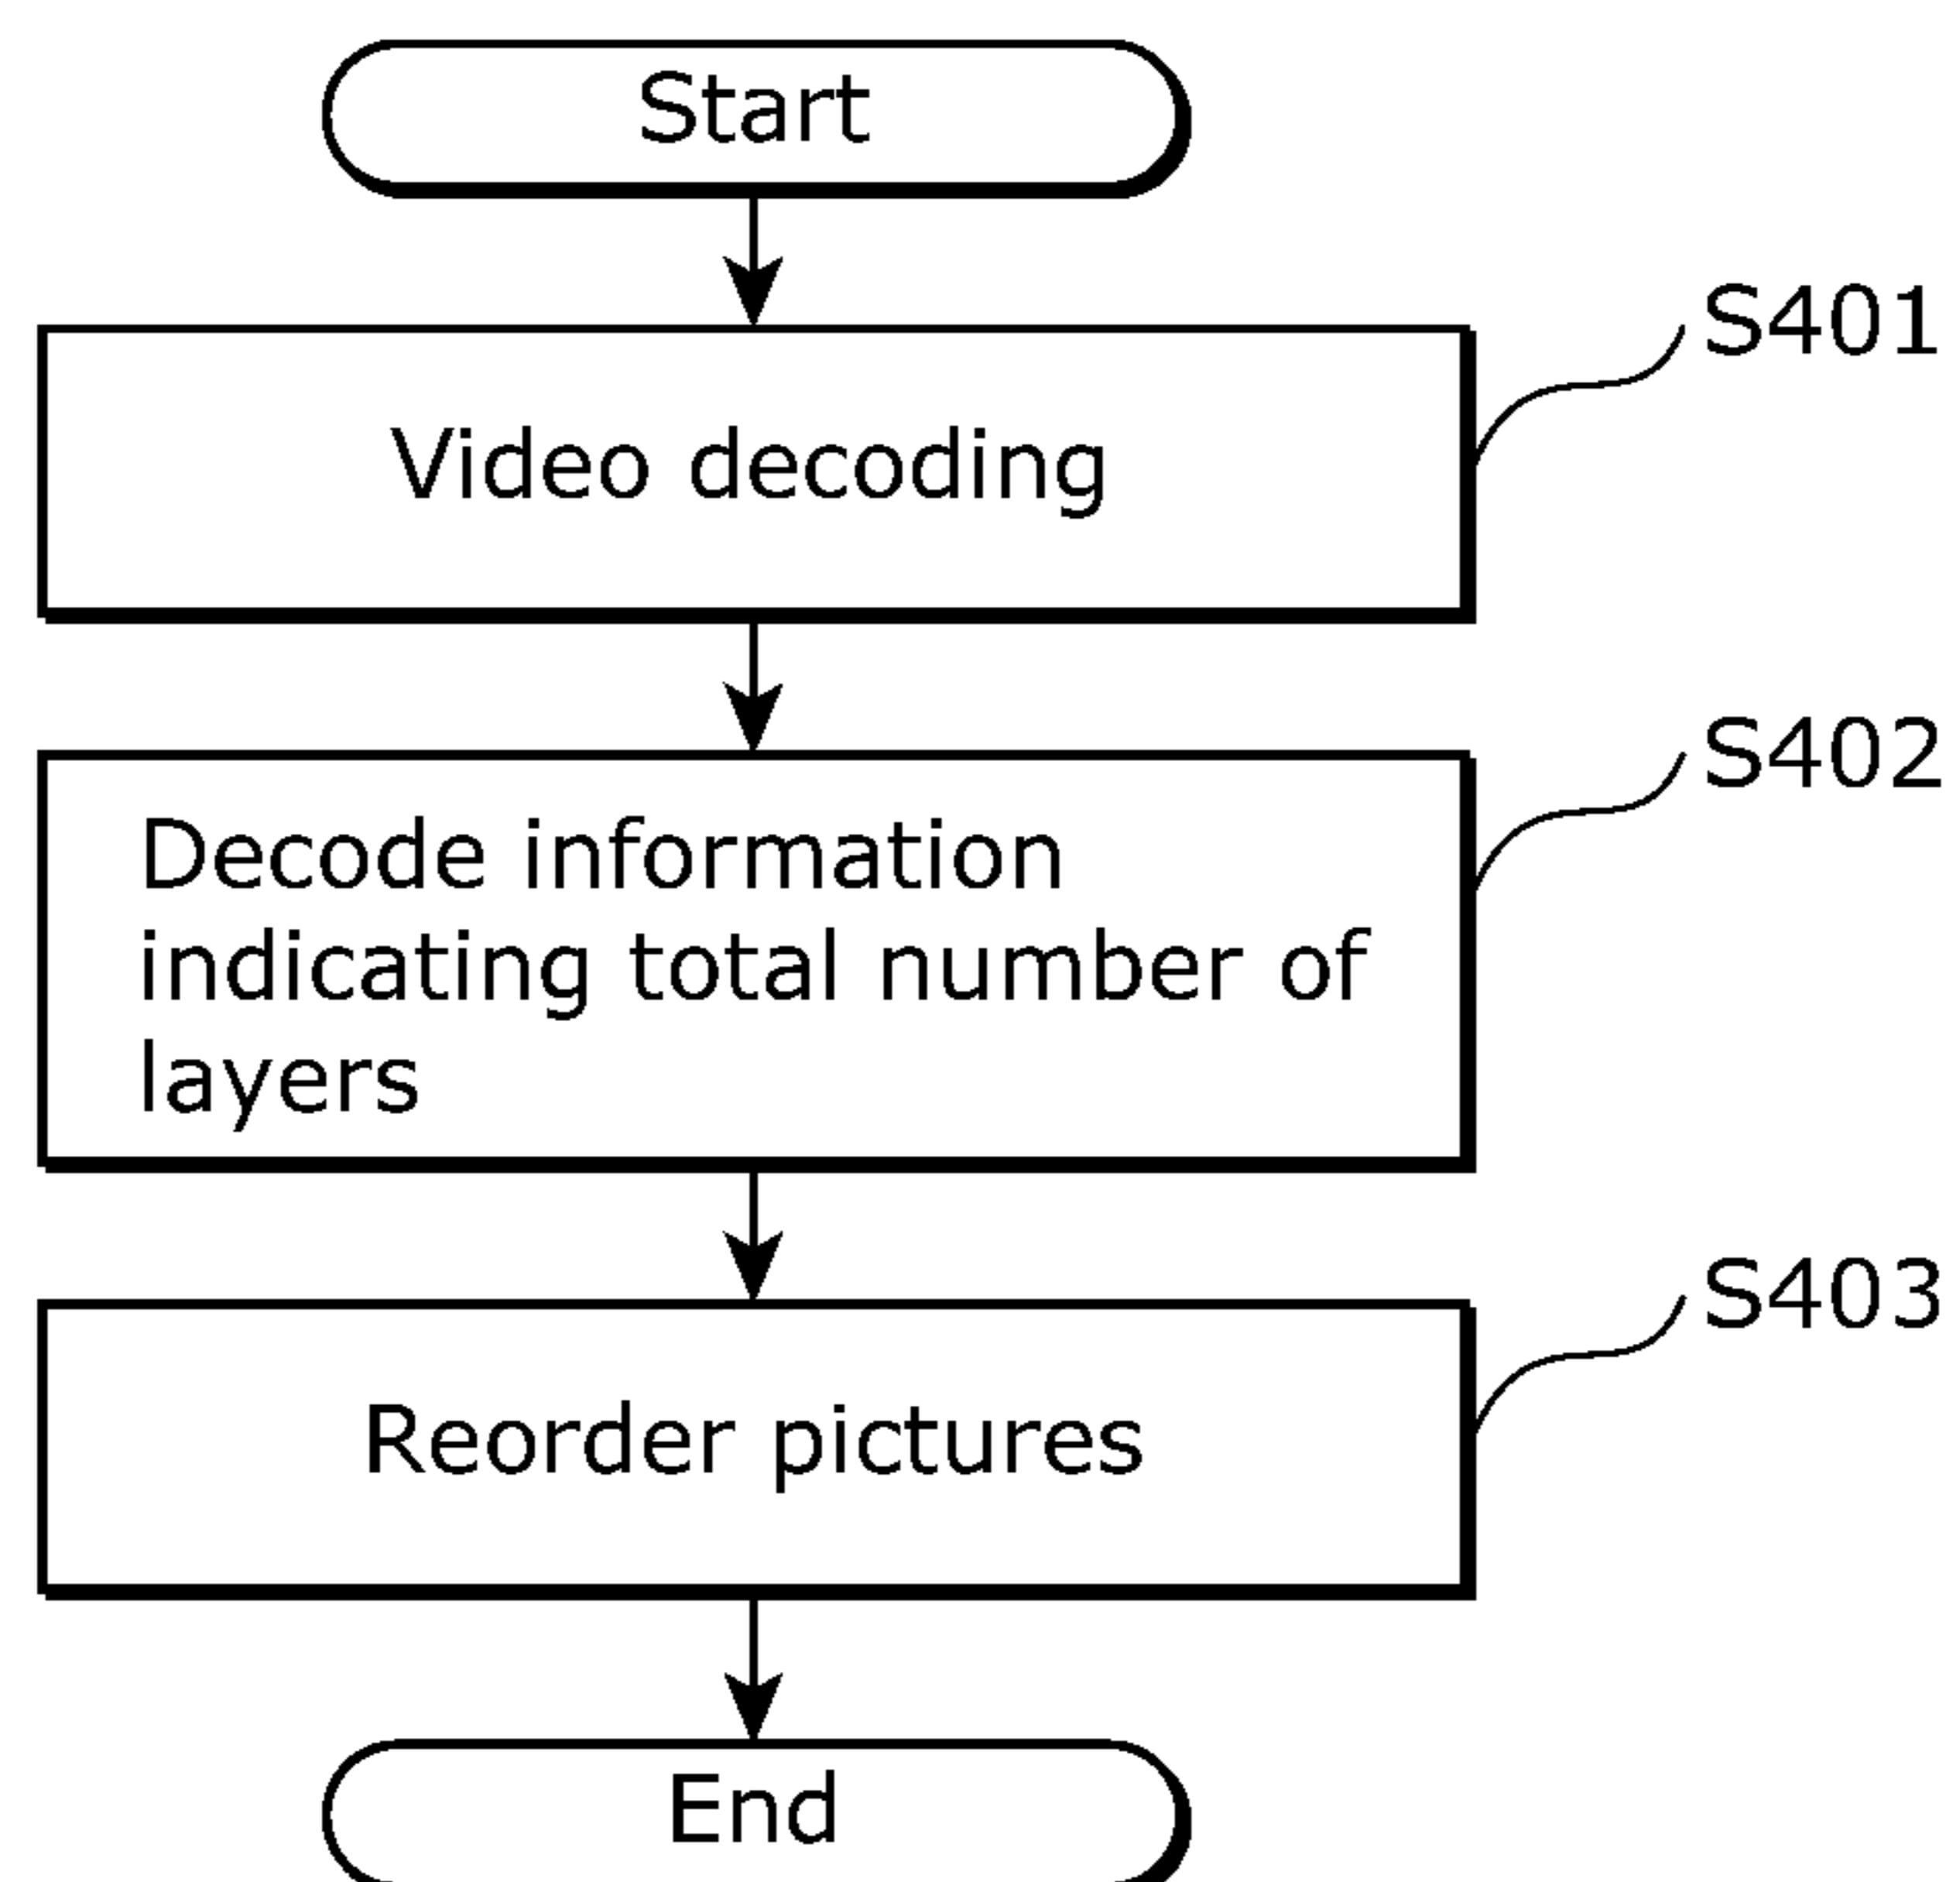 Start
S401
Video decoding
S402
Decode information
indicating total number of
layers
S403
Reorder pictures
End